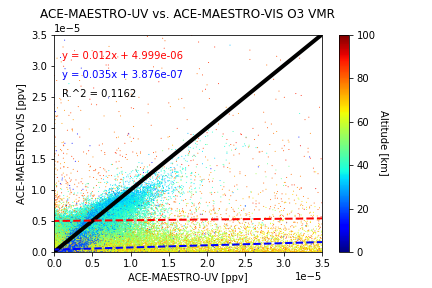 ACE-MAESTRO-UV vs. ACE-MAESTRO-VIS O3 VMR
1e−5
y = 0.012x + 4.999e-06
y = 0.035x + 3.876e-07
R^2 = 0.1162
3.5
3.0
2.5
2.0
1.5
1.0
0.5
0.0
ACE-MAESTRO-VIS [ppv]
0.0 0.5 1.0 1.5 2.0 2.5 3.0 3.5
ACE-MAESTRO-UV [ppv]
1e−5
100
80
60
40
20
0
Altitude [km]